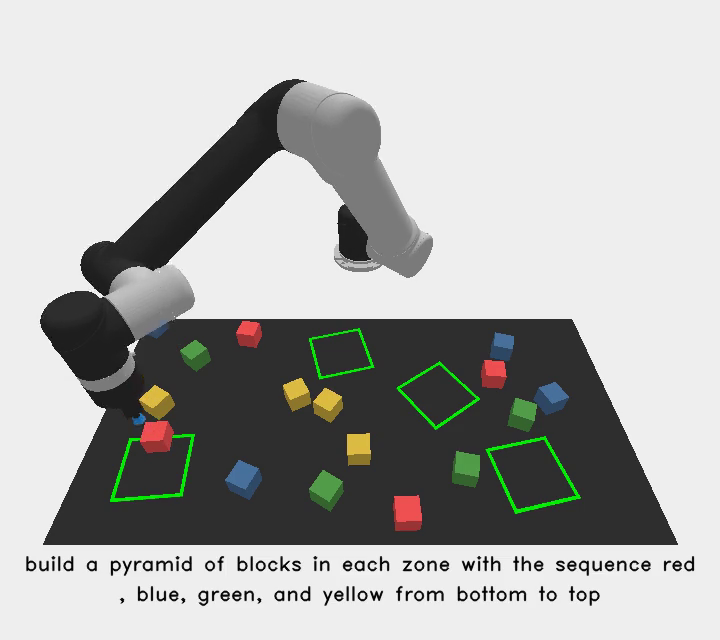 build a pyramid of blocks in each zone with the sequence red
, blue, green, and yellow from bottom to top